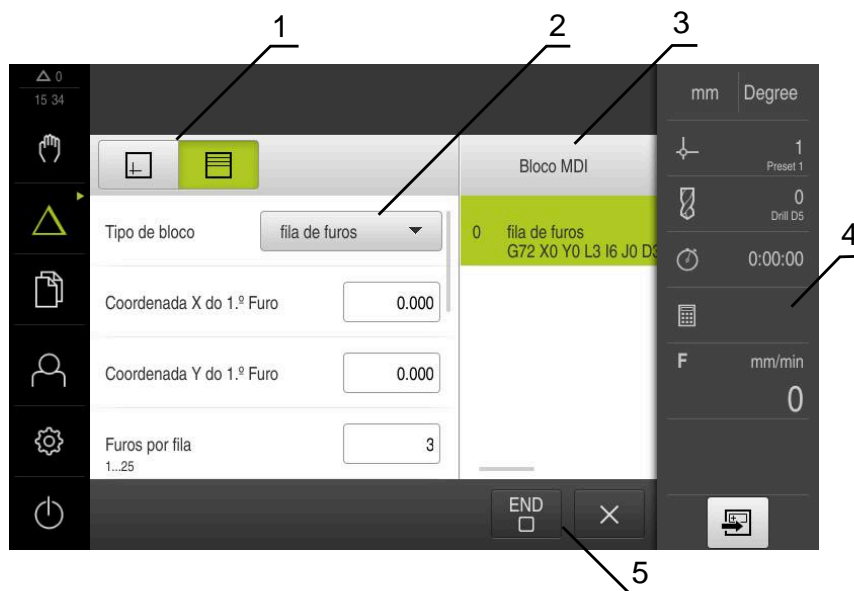 1
2
3
0
15 34
mm Degree
Bloco MDI
1
Preset 1
Tipo de bloco
fila de furos
0 fila de furos
G72 X0 Y0 L3 I6 J0
0
Drill D5
4
0:00:00
Coordenada X do 1.º Furo
0.000
Coordenada Y do 1.º Furo
0.000
F mm/min
0
Furos por fila
1...25
3
END
5